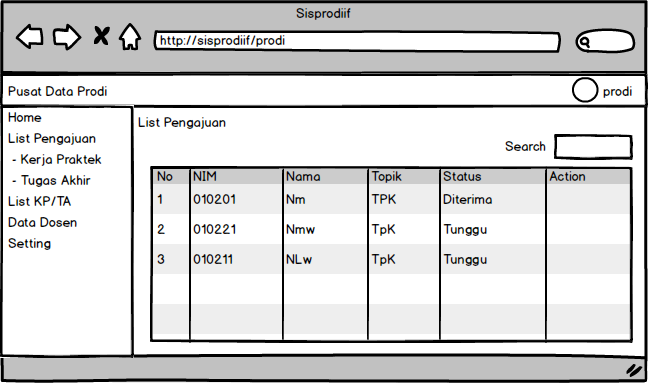 Sisprodiif
http://sisprodiif/prodi
Pusat Data Prodi
prodi
Home
List Pengajuan
- Kerja Praktek
- Tugas Akhir
List KP/TA
Data Dosen
Setting
List Pengajuan
Search
No NIM Nama Topik Status Action
1 010201 Nm TPK Diterima
2 010221 Nmw TpK Tunggu
3 010211 NLw TpK Tunggu